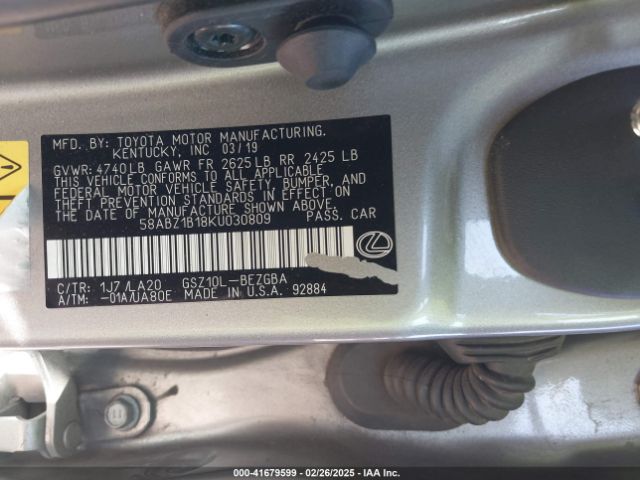 MFD. BY: TOYOTA MOTOR MANUFACTURING.
KENTUCKY, INC 03/19
GVWR: 4740LB GAWR FR 2625LB RR 2425 LB
THIS VEHICLE CONFORMS TO ALL APPLICABLE
FEDERAL MOTOR VEHICLE SAFETY, BUMPER, AND
THEFT PREVENTION STANDARDS IN EFFECT ON
THE DATE OF MANUFACTURE SHOWN ABOVE.
58ABZ1B18KU030809 PASS. CAR
C/TR: 1J7/LA20 GSZ10L-BEZGBA
A/TM: -01A/UA80E MADE IN U.S.A. 92884
000-41679599 - 02/26/2025 - IAA Inc.